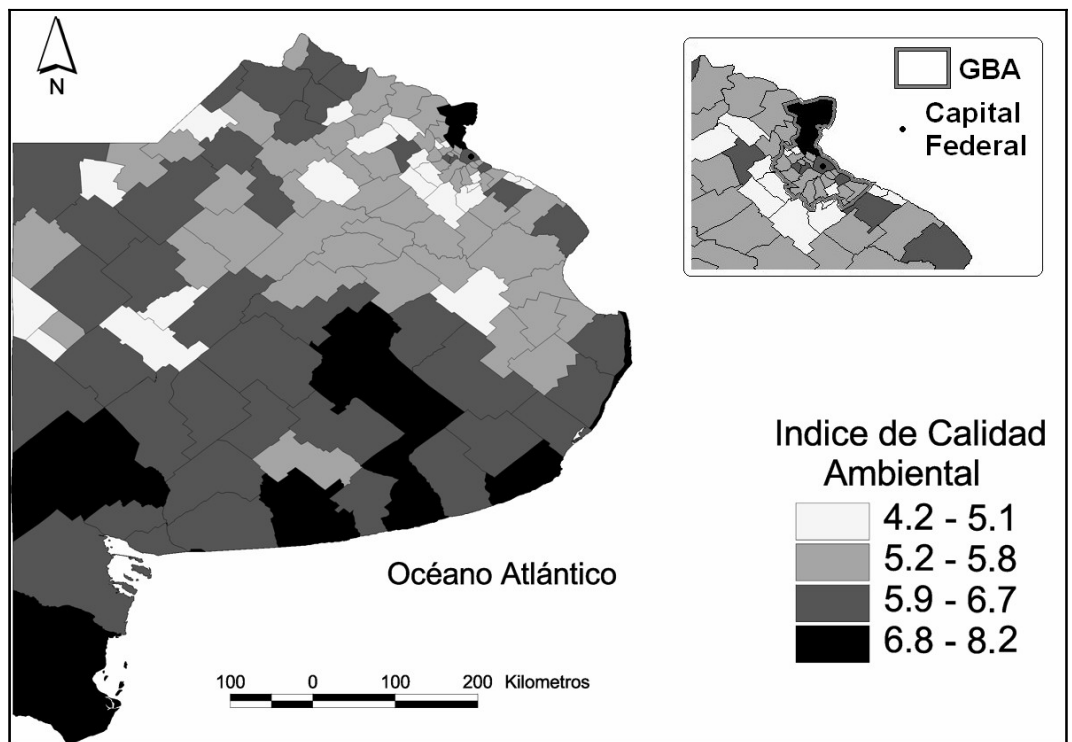 N
GBA
Capital
Federal
Indice de Calidad
Ambiental
4.2 - 5.1
5.2 - 5.8
5.9 - 6.7
6.8 - 8.2
Océano Atlántico
100 0 100 200 Kilometros